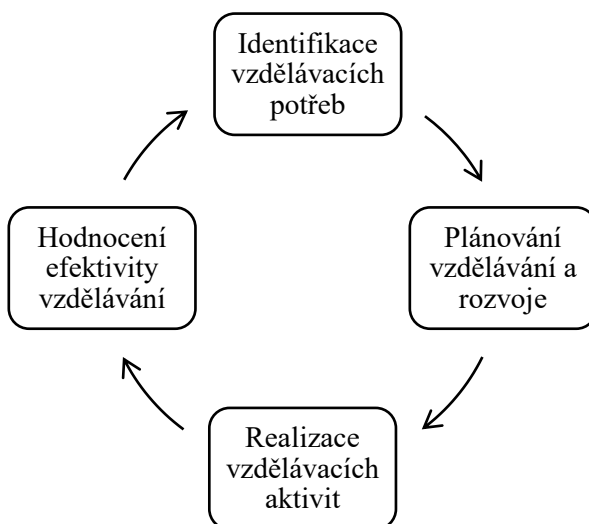 Identifikace
vzdělávacích
potřeb
Plánování
vzdělávání a
rozvoje
Realizace
vzdělávacích
aktivit
Hodnocení
efektivity
vzdělávání